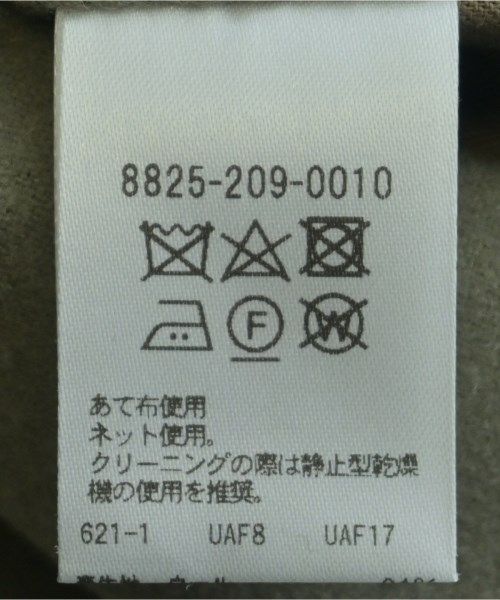 8825-209-0010
F
W
あて布使用
ネット使用。
クリーニングの際は静止型乾燥
機の使用を推奨。
621-1 UAF8 UAF17